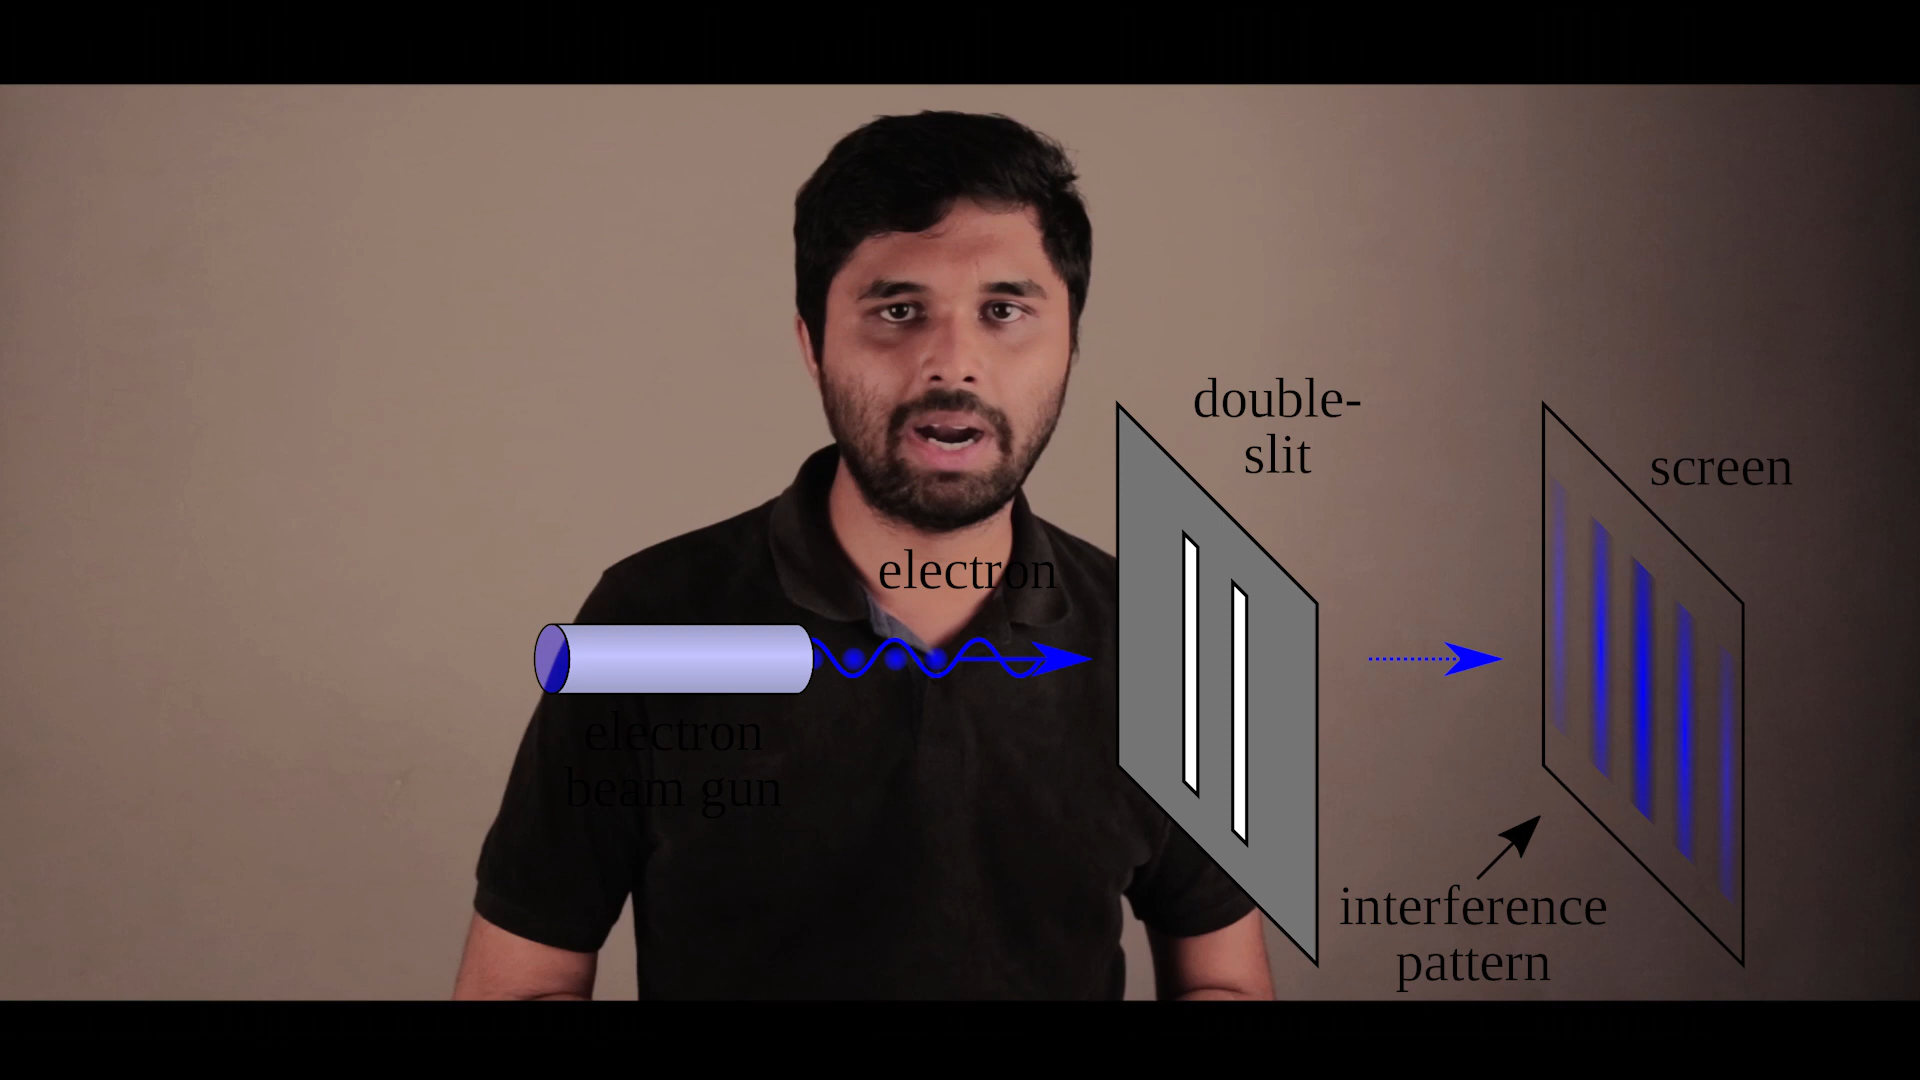 double-
slit
screen
electron
electron
beam gun
interference
pattern